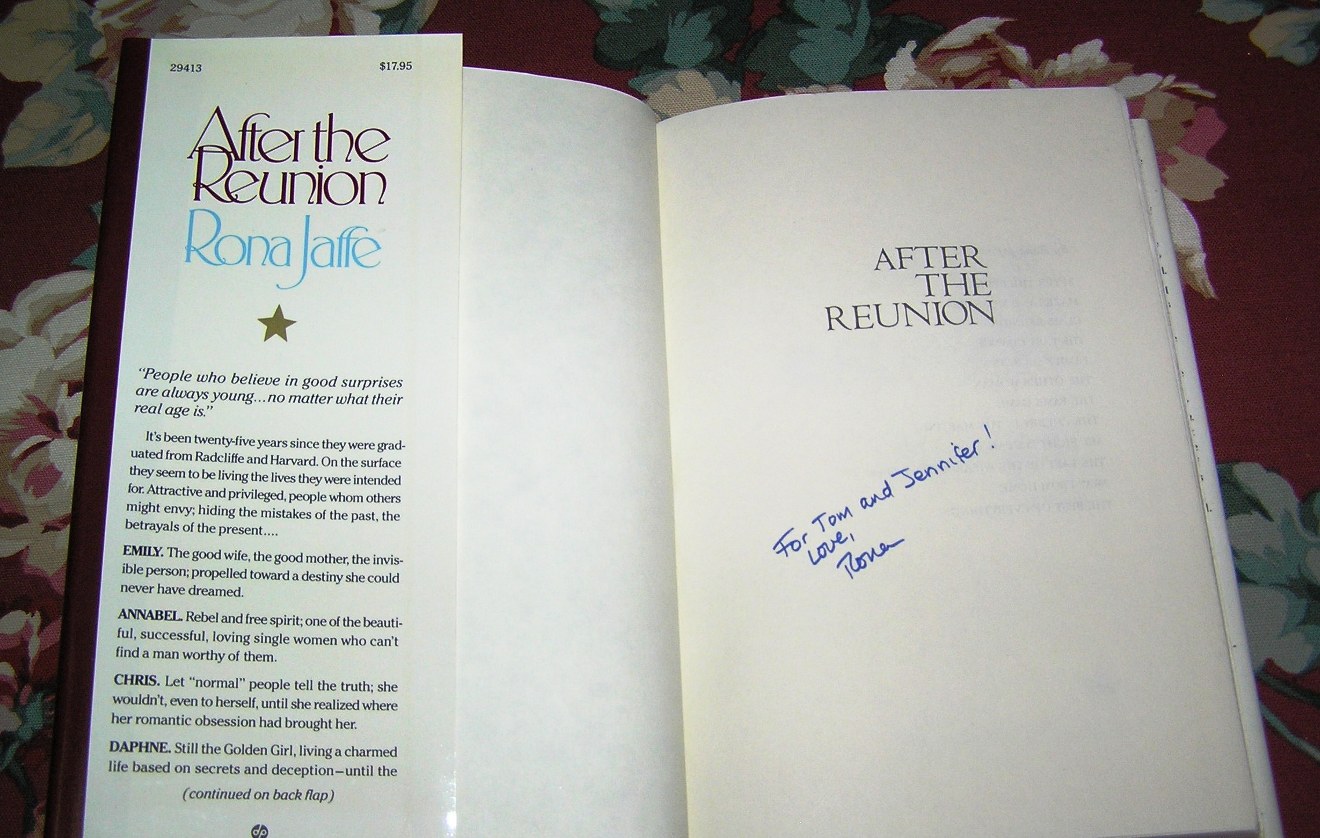 29413
$17.95
After the
Reunion
Rona Jaffe
“People who believe in good surprises
are always young...no matter what their
real age is.”
It's been twenty-five years since they were grad-
uated from Radcliffe and Harvard. On the surface
they seem to be living the lives they were intended
for. Attractive and privileged, people whom others
might envy; hiding the mistakes of the past, the
betrayals of the present....
EMILY. The good wife, the good mother, the invis-
ible person; propelled toward a destiny she could
never have dreamed.
ANNABEL. Rebel and free spirit; one of the beauti-
ful, successful, loving single women who can't
find a man worthy of them.
CHRIS. Let "normal" people tell the truth; she
wouldn't, even to herself, until she realized where
her romantic obsession had brought her.
DAPHNE. Still the Golden Girl, living a charmed
life based on secrets and deception—until the
(continued on back flap)
dp
AFTER
THE
REUNION
For Tom and Jennifer!
Love,
Rona